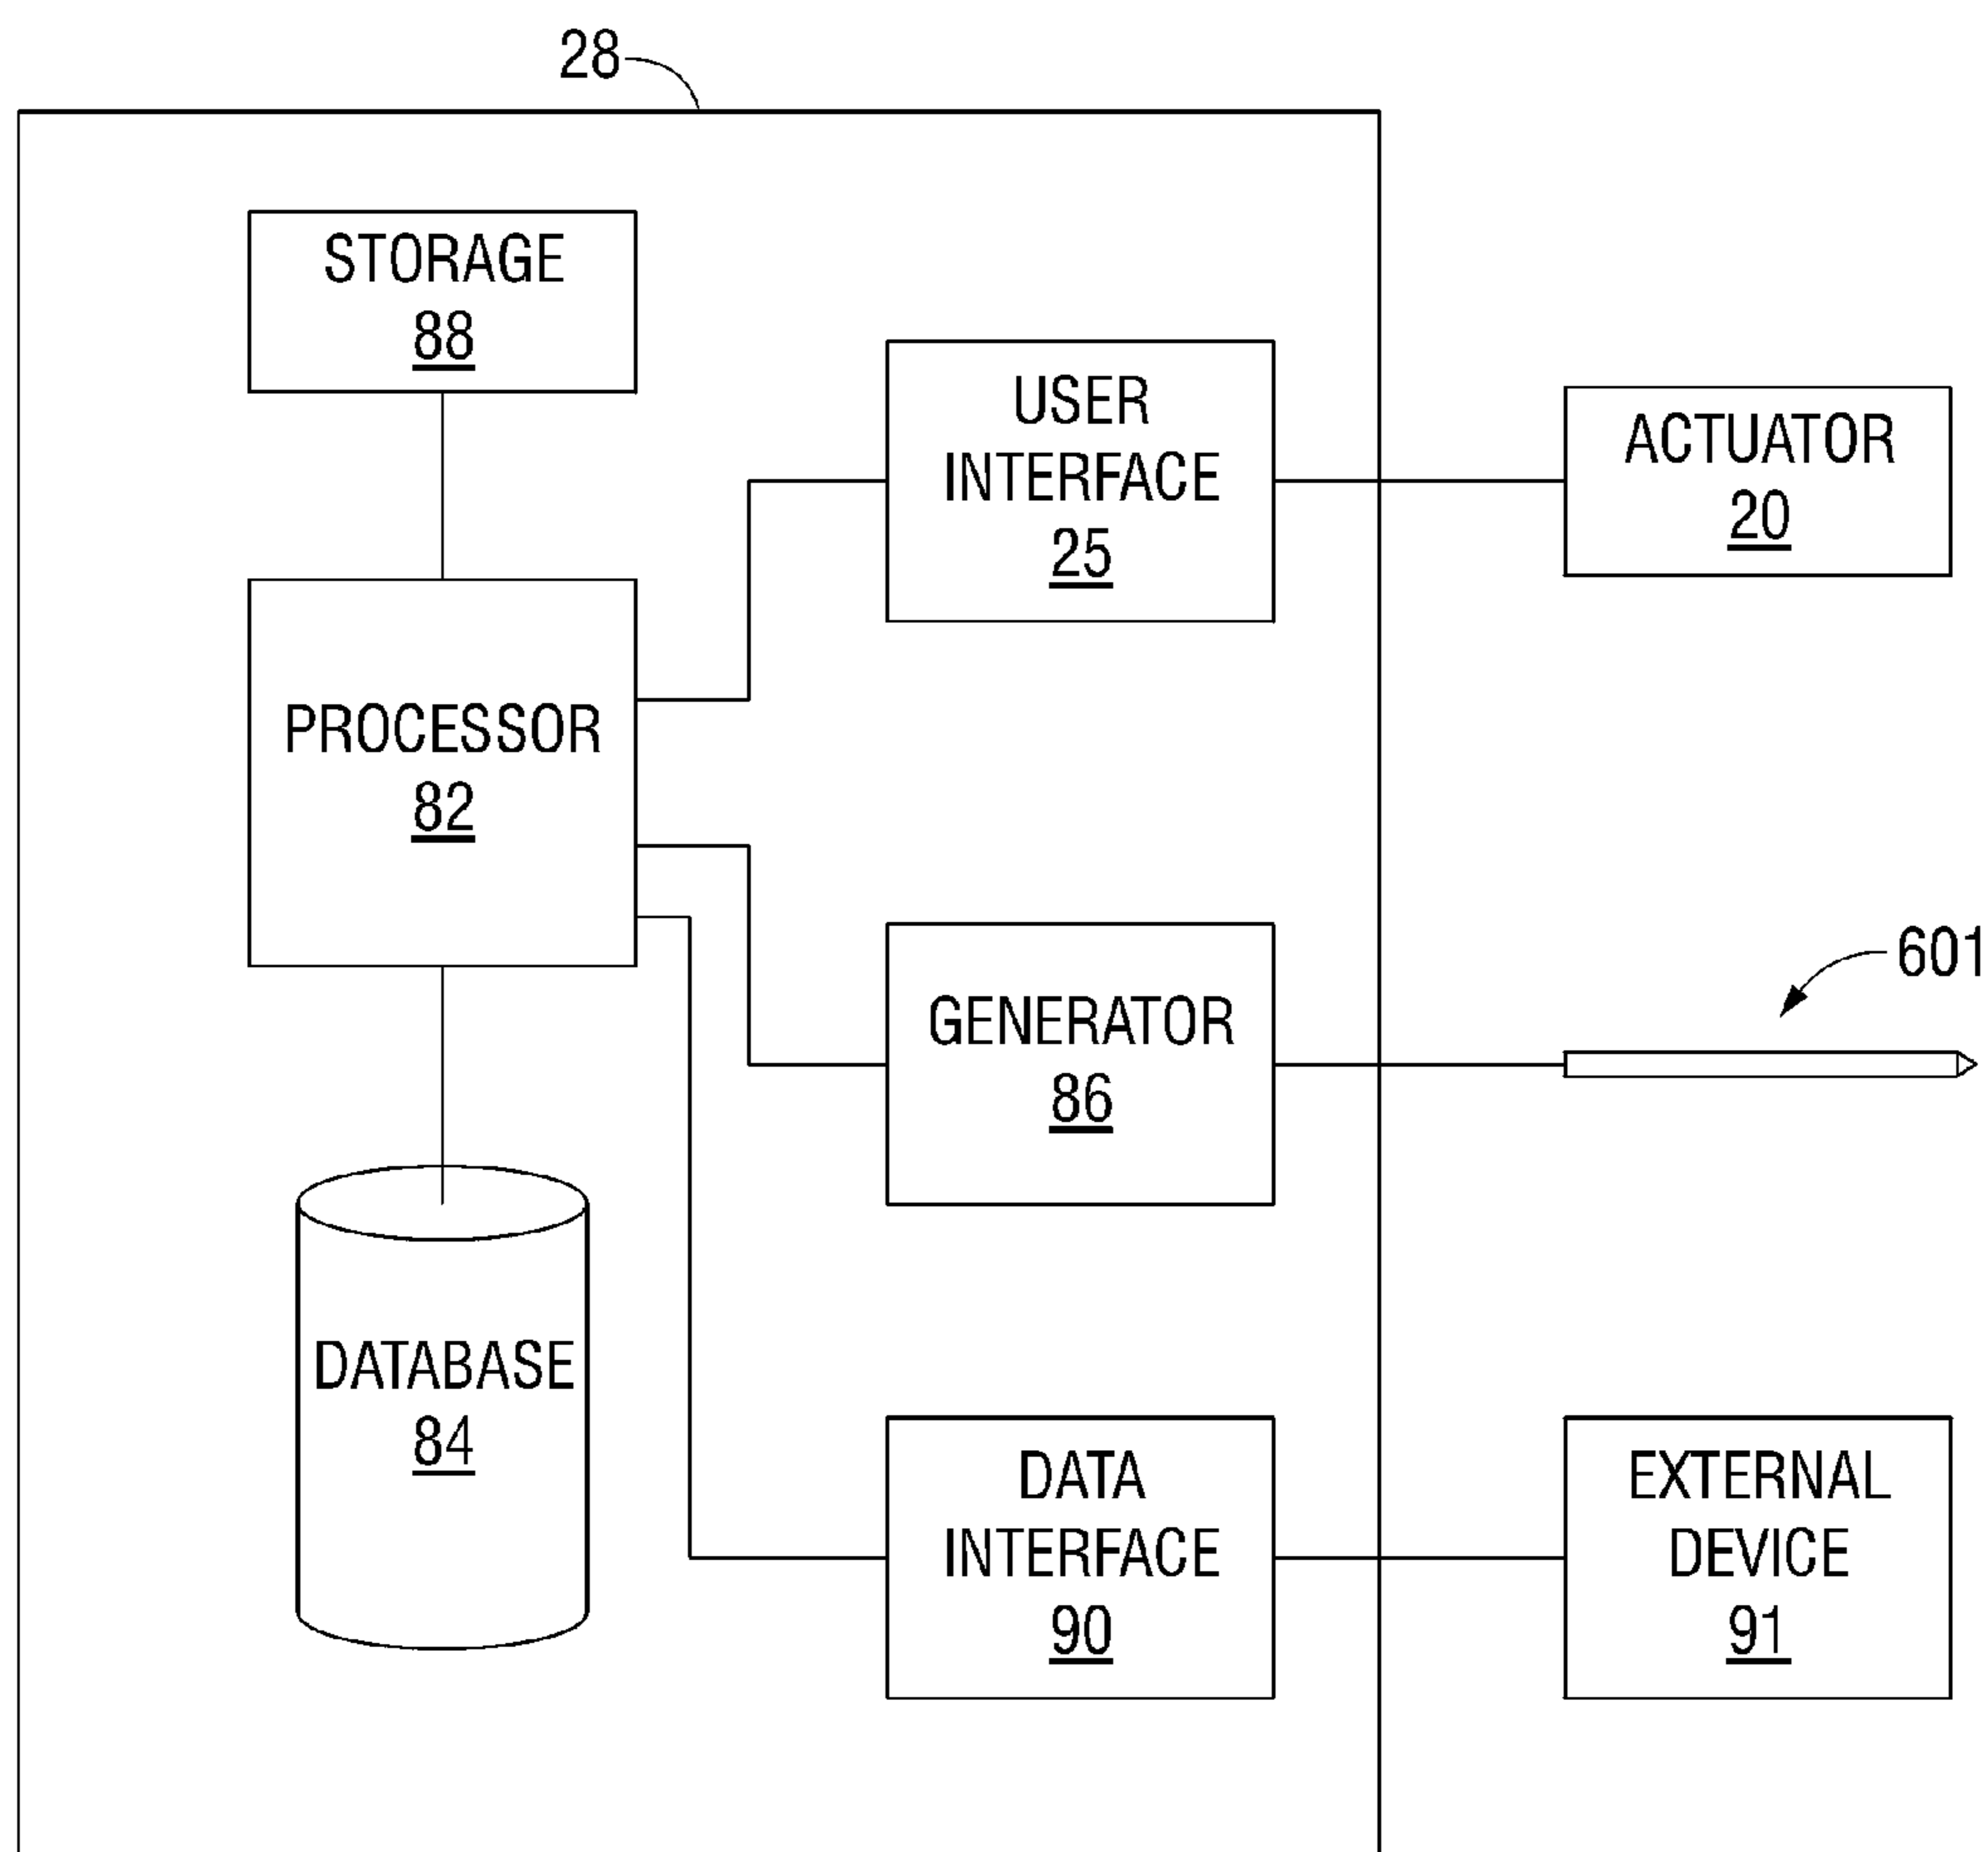 28
STORAGE
88
USER
INTERFACE
25
ACTUATOR
20
PROCESSOR
82
GENERATOR
86
601
DATABASE
84
DATA
INTERFACE
90
EXTERNAL
DEVICE
91